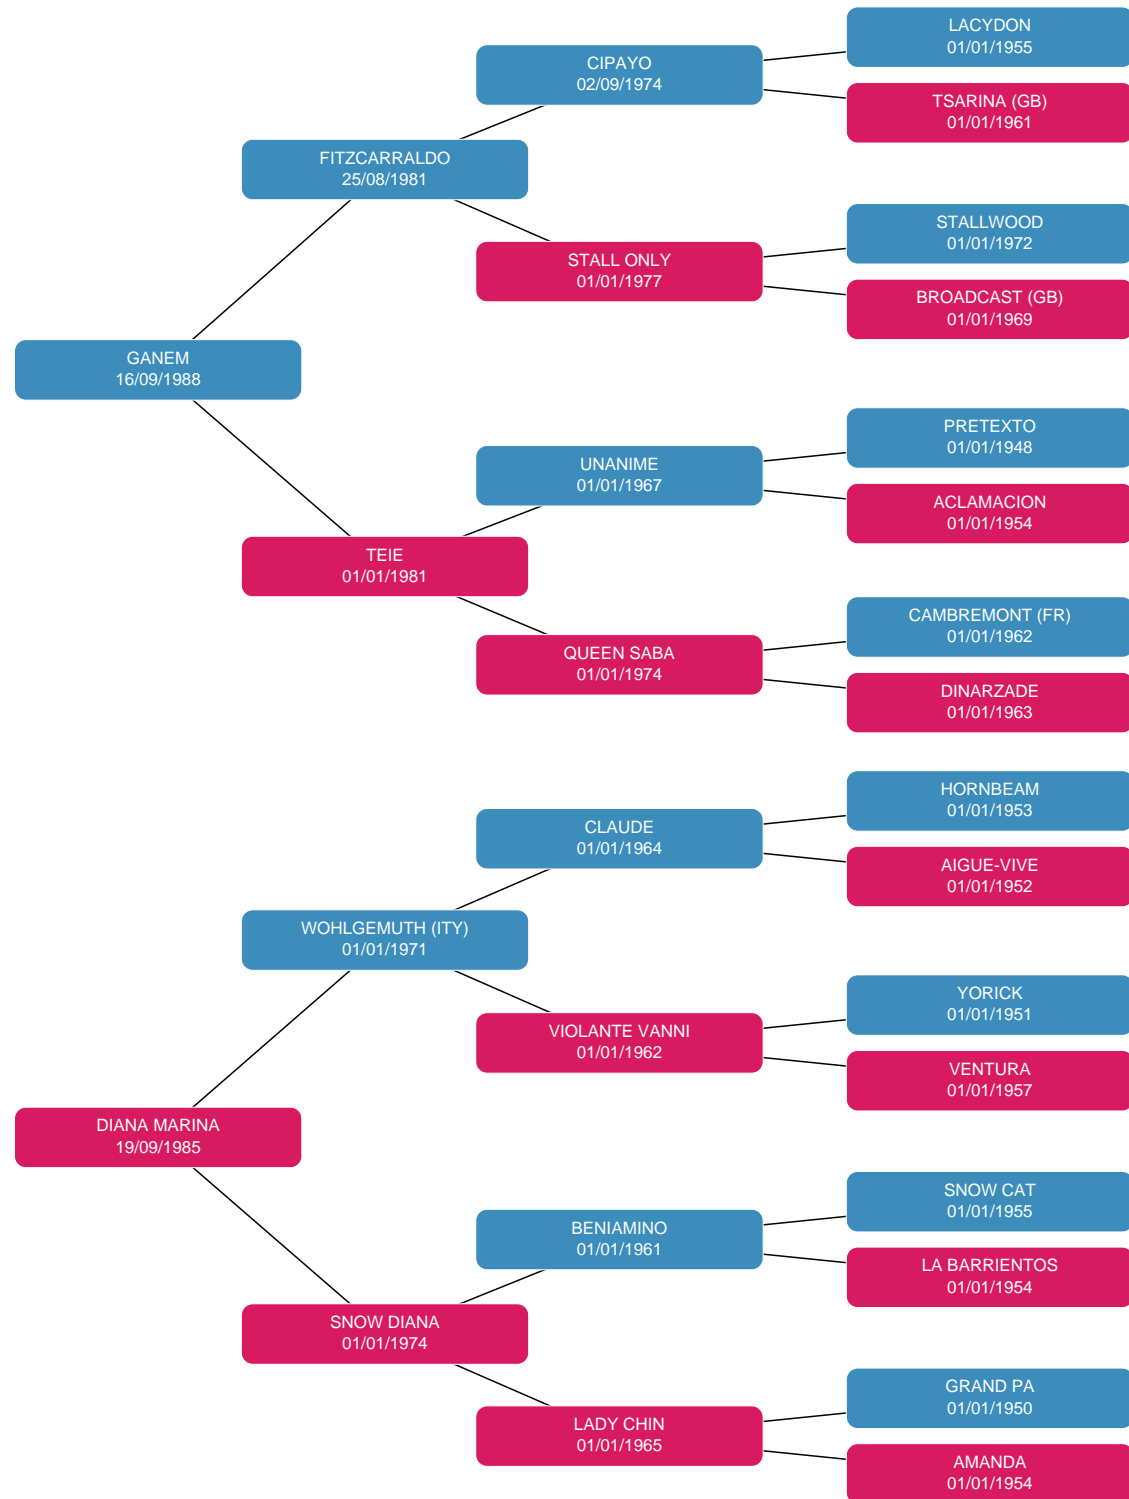 LACYDON
01/01/1955
CIPAYO
02/09/1974
TSARINA (GB)
01/01/1961
FITZCARRALDO
25/08/1981
STALLWOOD
01/01/1972
STALL ONLY
01/01/1977
BROADCAST (GB)
01/01/1969
GANEM
16/09/1988
PRETEXTO
01/01/1948
UNANIME
01/01/1967
ACLAMACION
01/01/1954
TEIE
01/01/1981
CAMBREMONT (FR)
01/01/1962
QUEEN SABA
01/01/1974
DINARZADE
01/01/1963
HORNBEAM
01/01/1953
CLAUDE
01/01/1964
AIGUE-VIVE
01/01/1952
WOHLGEMUTH (ITY)
01/01/1971
YORICK
01/01/1951
VIOLANTE VANNI
01/01/1962
VENTURA
01/01/1957
DIANA MARINA
19/09/1985
SNOW CAT
01/01/1955
BENIAMINO
01/01/1961
LA BARRIENTOS
01/01/1954
SNOW DIANA
01/01/1974
GRAND PA
01/01/1950
LADY CHIN
01/01/1965
AMANDA
01/01/1954